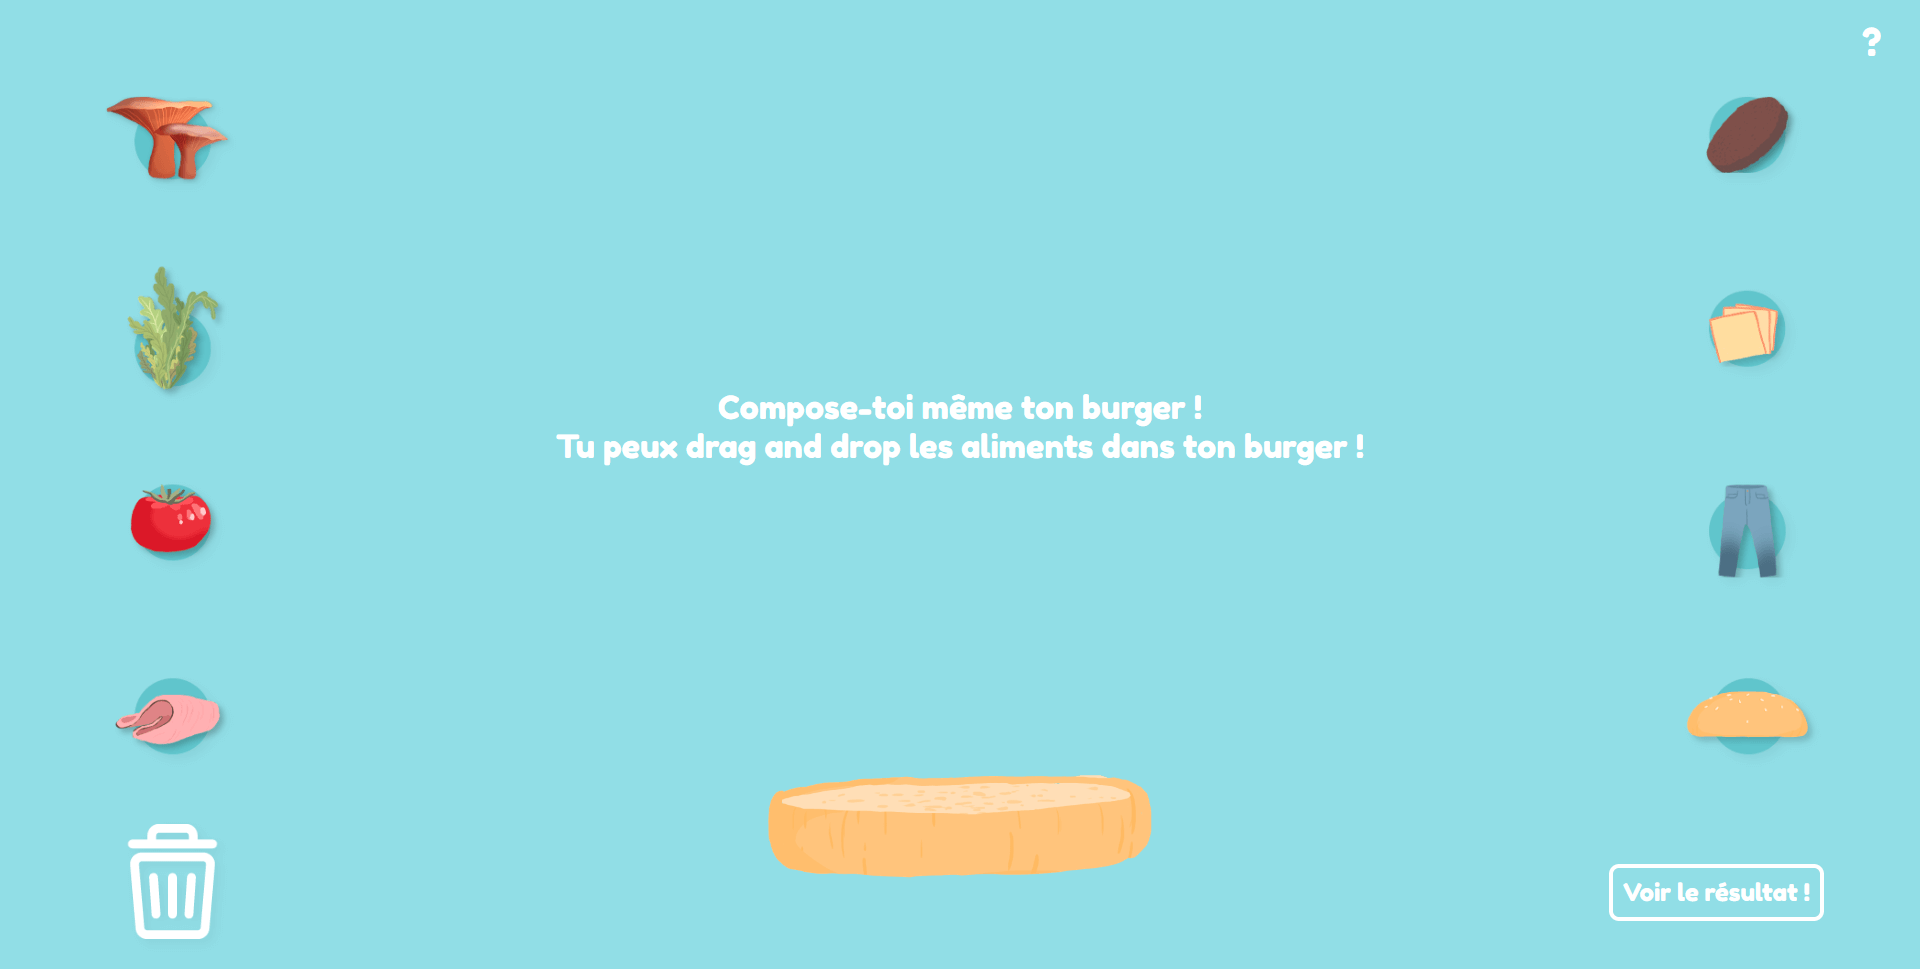 ?
Compose-toi même ton burger !
Tu peux drag and drop les aliments dans ton burger !
Voir le résultat !